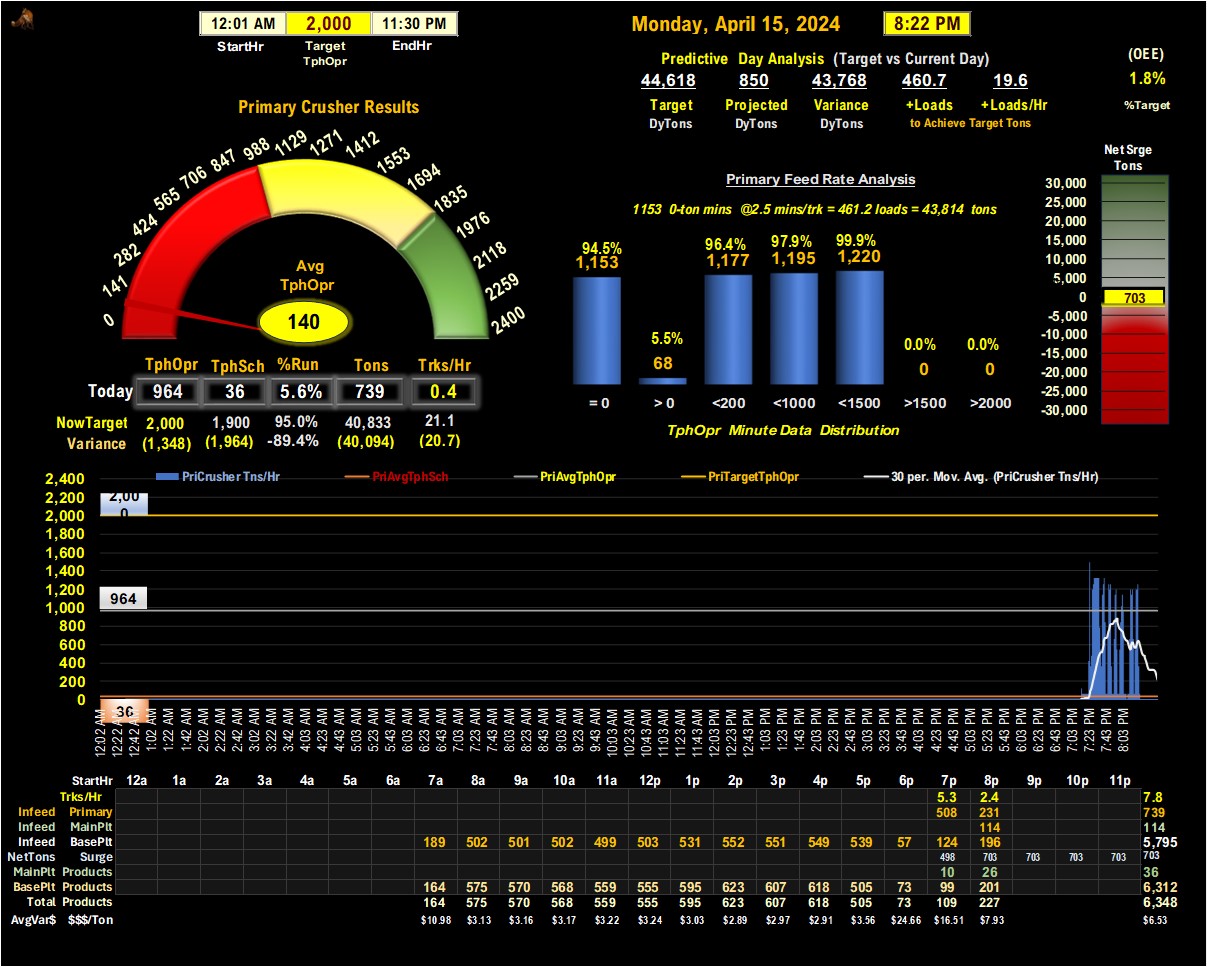 12:01 AM 2,000 11:30 PM
StartHr Target EndHr
TphOpr
Monday, April 15, 2024 8:22 PM
Predictive Day Analysis (Target vs Current Day)
44,618 850 43,768 460.7 19.6
Target Projected Variance +Loads +Loads/Hr
DyTons DyTons DyTons to Achieve Target Tons
(OEE)
1.8%
%Target
Primary Crusher Results
0 141 282 424 565 706 847 988 1129 1271 1412 1553 1694 1835 1976 2118 2259 2400
Avg
TphOpr
140
TphOpr TphSch %Run Tons Trks/Hr
Today 964 36 5.6% 739 0.4
NowTarget 2,000 1,900 95.0% 40,833 21.1
Variance (1,348) (1,964) -89.4% (40,094) (20.7)
Primary Feed Rate Analysis
1153 0-ton mins @2.5 mins/trk = 461.2 loads = 43,814 tons
94.5% 5.5% 96.4% 97.9% 99.9% 0.0% 0.0%
1,153 68 1,177 1,195 1,220 0 0
= 0 > 0 <200 <1000 <1500 >1500 >2000
TphOpr Minute Data Distribution
Net Srge
Tons
30,000
25,000
20,000
15,000
10,000
5,000
0 703
-5,000
-10,000
-15,000
-20,000
-25,000
-30,000
PriCrusher Tns/Hr PriAvgTphSch PriAvgTphOpr PriTargetTphOpr 30 per. Mov. Avg. (PriCrusher Tns/Hr)
2,400
2,200
2,000
1,800
1,600
1,400
1,200
1,000
800
600
400
200
0
2,00
0
964
36
12:02 AM 12:22 AM 12:42 AM 1:02 AM 1:22 AM 1:42 AM 2:02 AM 2:22 AM 2:42 AM 3:02 AM 3:22 AM 3:42 AM 4:03 AM 4:23 AM 4:43 AM 5:03 AM 5:23 AM 5:43 AM 6:03 AM 6:23 AM 6:43 AM 7:03 AM 7:23 AM 7:43 AM 8:03 AM 8:23 AM 8:43 AM 9:03 AM 9:23 AM 9:43 AM 10:03 AM 10:23 AM 10:43 AM 11:03 AM 11:23 AM 11:43 AM 12:03 PM 12:23 PM 12:43 PM 1:03 PM 1:23 PM 1:43 PM 2:03 PM 2:23 PM 2:43 PM 3:03 PM 3:23 PM 3:43 PM 4:03 PM 4:23 PM 4:43 PM 5:03 PM 5:23 PM 5:43 PM 6:03 PM 6:23 PM 6:43 PM 7:03 PM 7:23 PM 7:43 PM 8:03 PM
StartHr 12a 1a 2a 3a 4a 5a 6a 7a 8a 9a 10a 11a 12p 1p 2p 3p 4p 5p 6p 7p 8p 9p 10p 11p
Trks/Hr 5.3 2.4 7.8
Infeed Primary 508 231 739
Infeed MainPlt 114 114
Infeed BasePlt 189 502 501 502 499 503 531 552 551 549 539 57 124 196 5,795
NetTons Surge 498 703 703 703 703 703
MainPlt Products 10 26 36
BasePlt Products 164 575 570 568 559 555 595 623 607 618 505 73 99 201 6,312
Total Products 164 575 570 568 559 555 595 623 607 618 505 73 109 227 6,348
AvgVar$ $$$/Ton $10.98 $3.13 $3.16 $3.17 $3.22 $3.24 $3.03 $2.89 $2.97 $2.91 $3.56 $24.66 $16.51 $7.93 $6.53